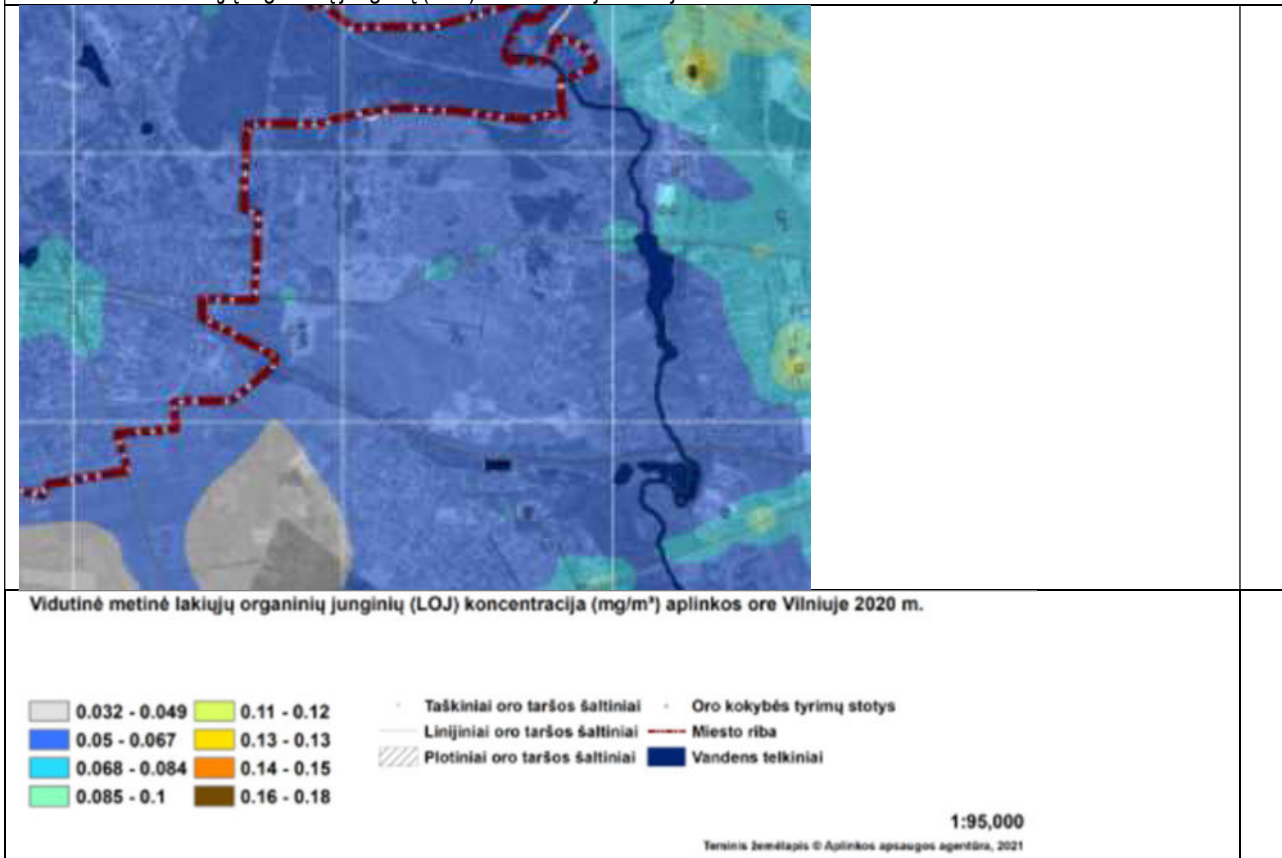 Vidutinė metinė lakiųjų organinių junginių (LOJ) koncentracija (mg/m³) aplinkos ore Vilniuje 2020 m.
0.032 - 0.049
0.05 - 0.067
0.068 - 0.084
0.085 - 0.1
0.11 - 0.12
0.13 - 0.13
0.14 - 0.15
0.16 - 0.18
Taškiniai oro taršos šaltiniai
Linijiniai oro taršos šaltiniai
Plotiniai oro taršos šaltiniai
Oro kokybės tyrimų stotys
Miesto riba
Vandens telkiniai
1:95,000
Teminis žemėlapis © Aplinkos apsaugos agentūra, 2021